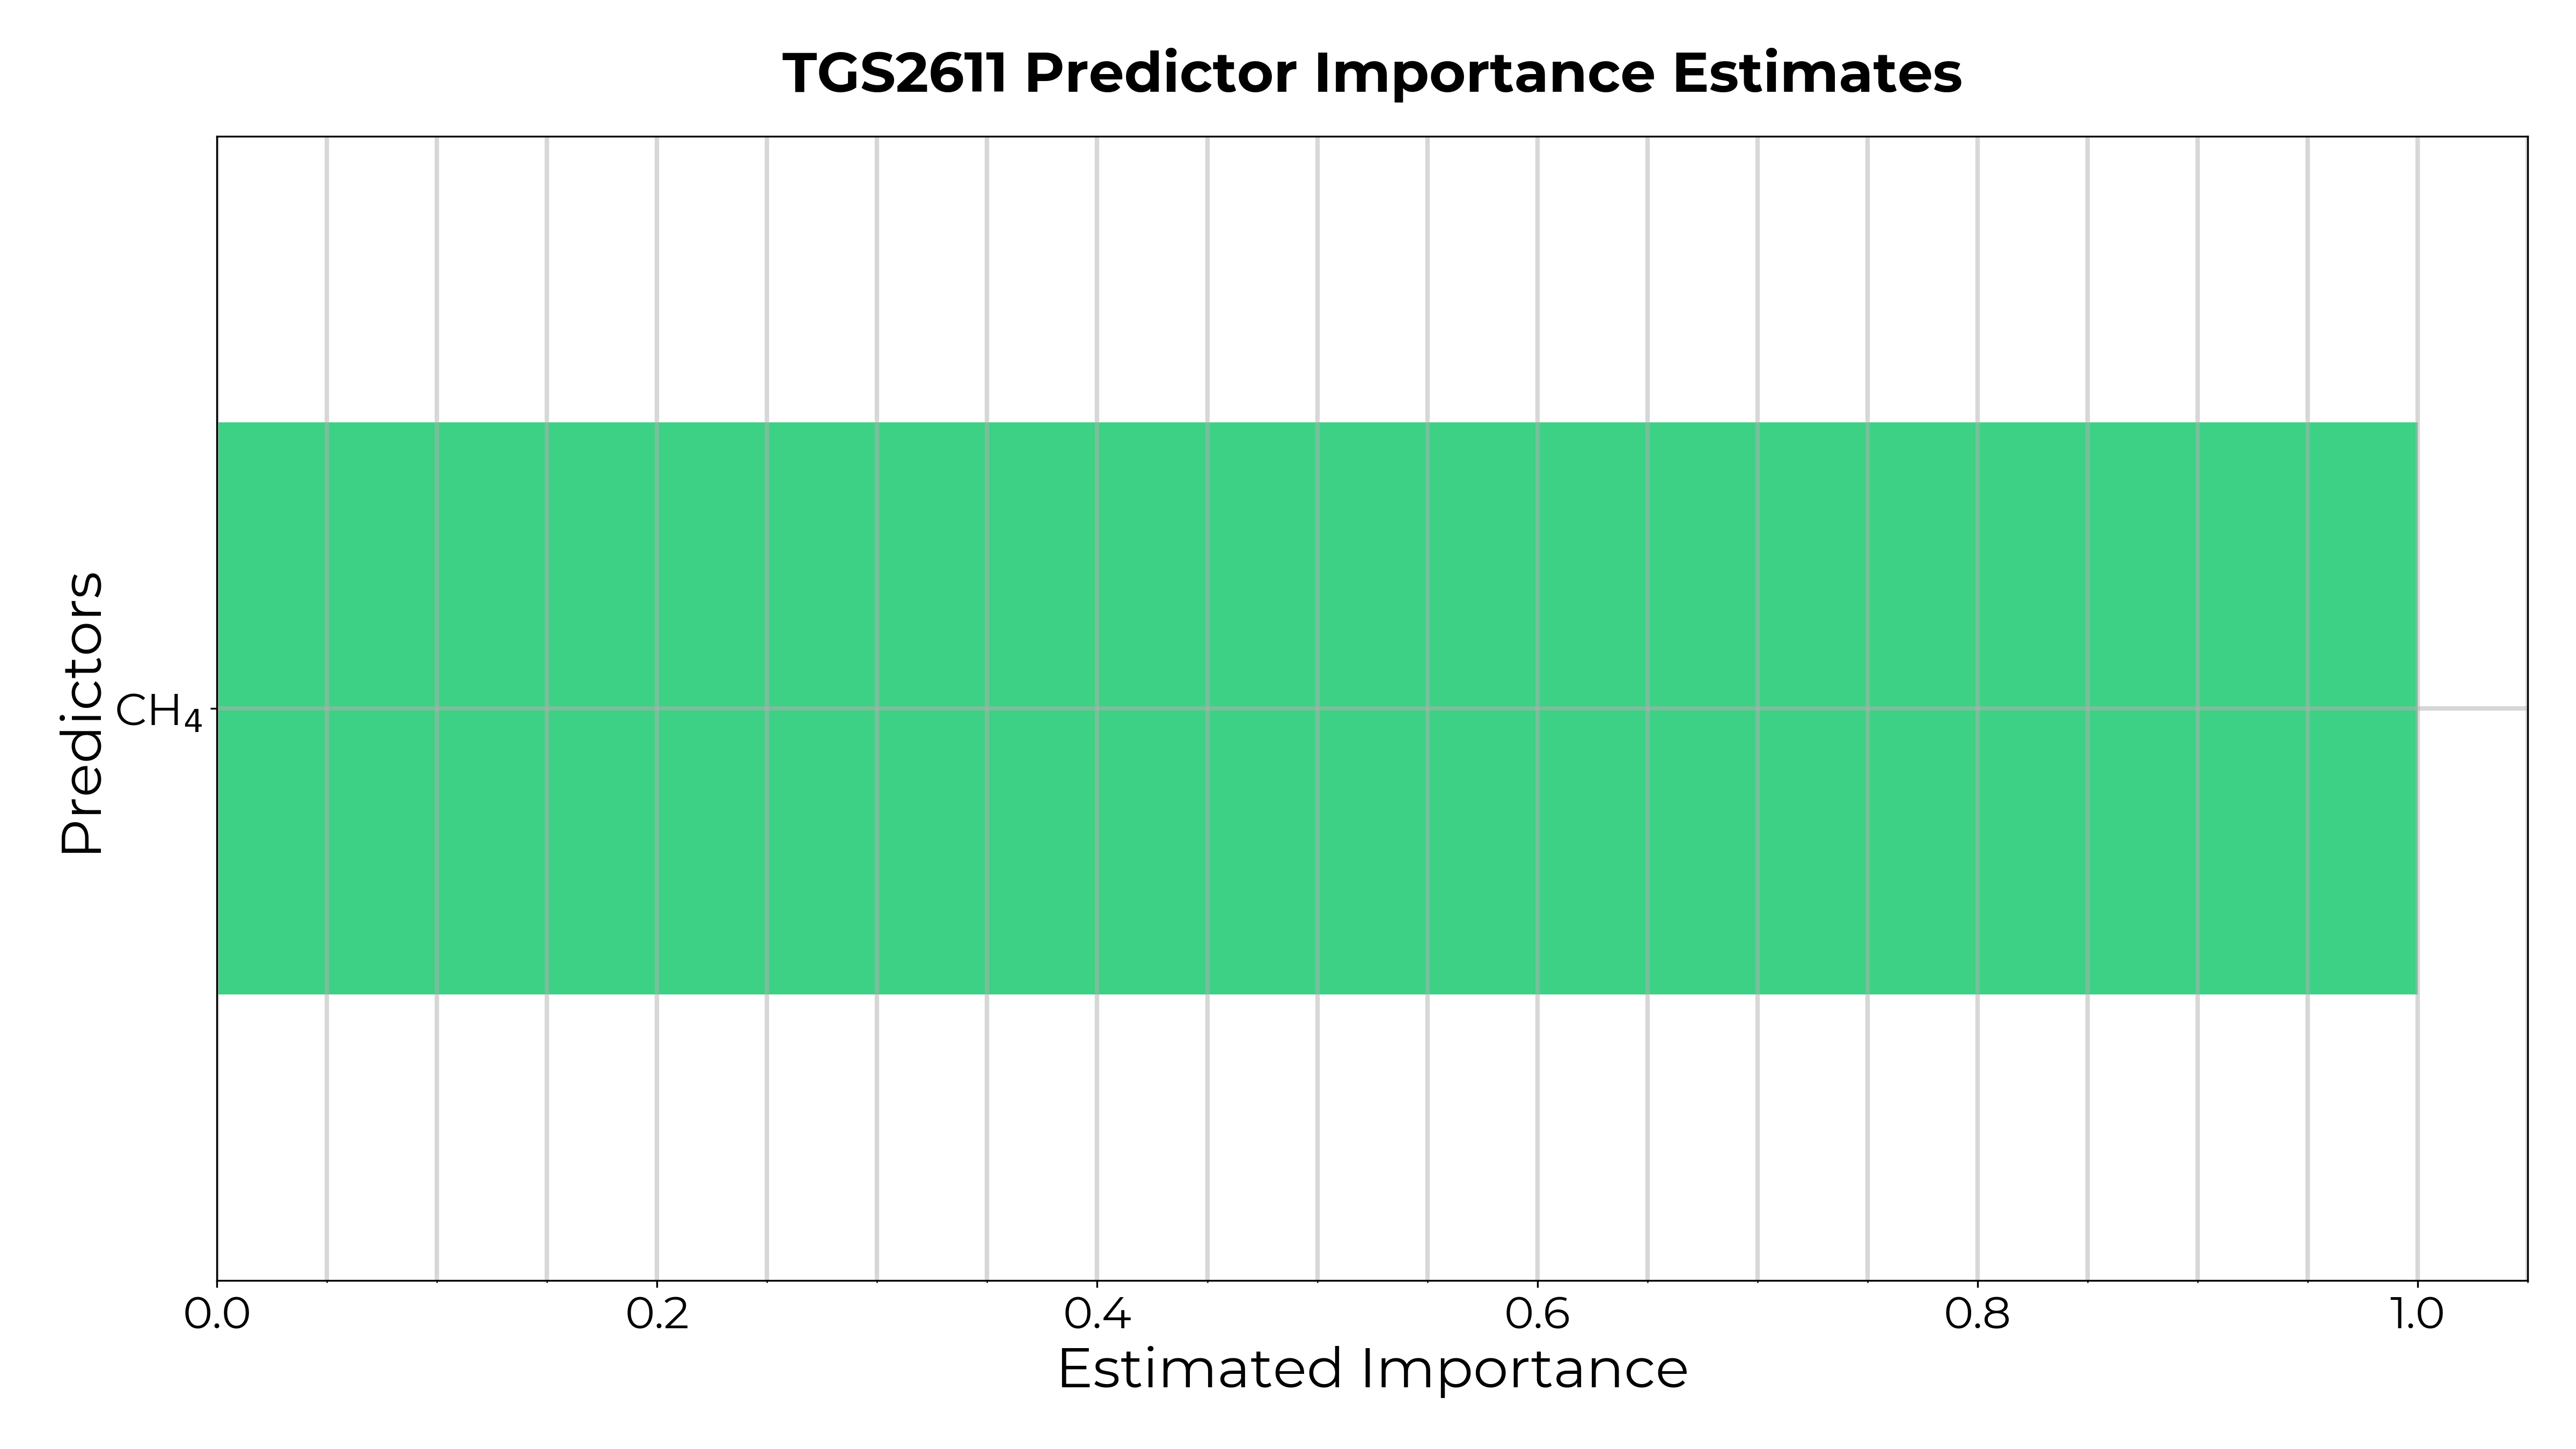 TGS2611 Predictor Importance Estimates
Predictors
CH₄
0.0 0.2 0.4 0.6 0.8 1.0
Estimated Importance